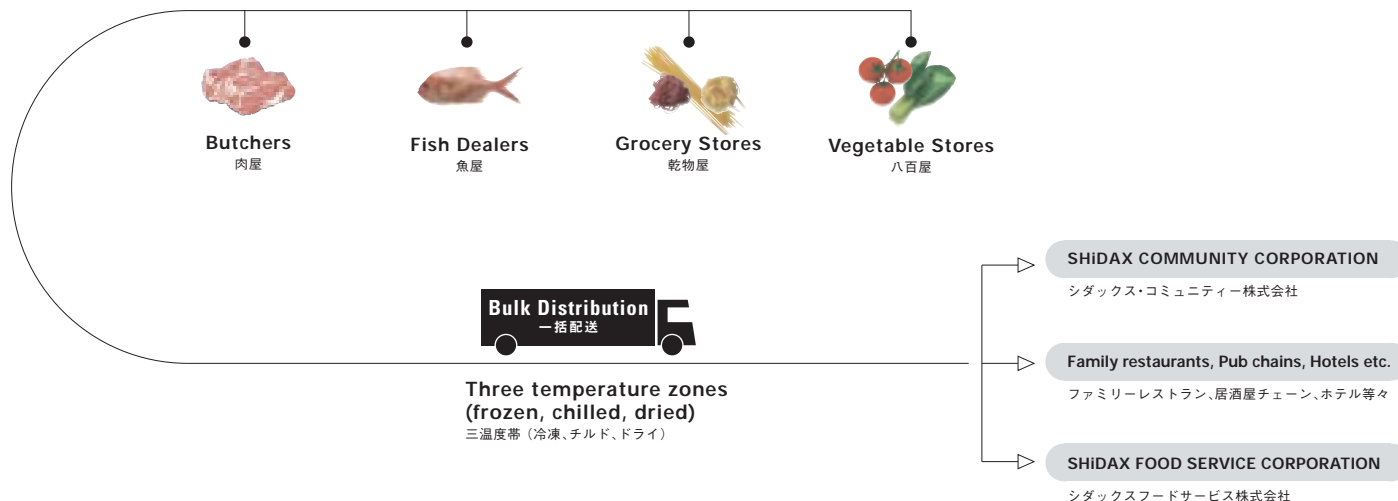 Butchers
肉屋
Fish Dealers
魚屋
Grocery Stores
乾物屋
Vegetable Stores
八百屋
Bulk Distribution
一括配送
Three temperature zones
(frozen, chilled, dried)
三温度帯（冷凍、チルド、ドライ）
SHiDAX COMMUNITY CORPORATION
シダックス・コミュニティー株式会社
Family restaurants, Pub chains, Hotels etc.
ファミリーレストラン、居酒屋チェーン、ホテル等々
SHiDAX FOOD SERVICE CORPORATION
シダックスフードサービス株式会社